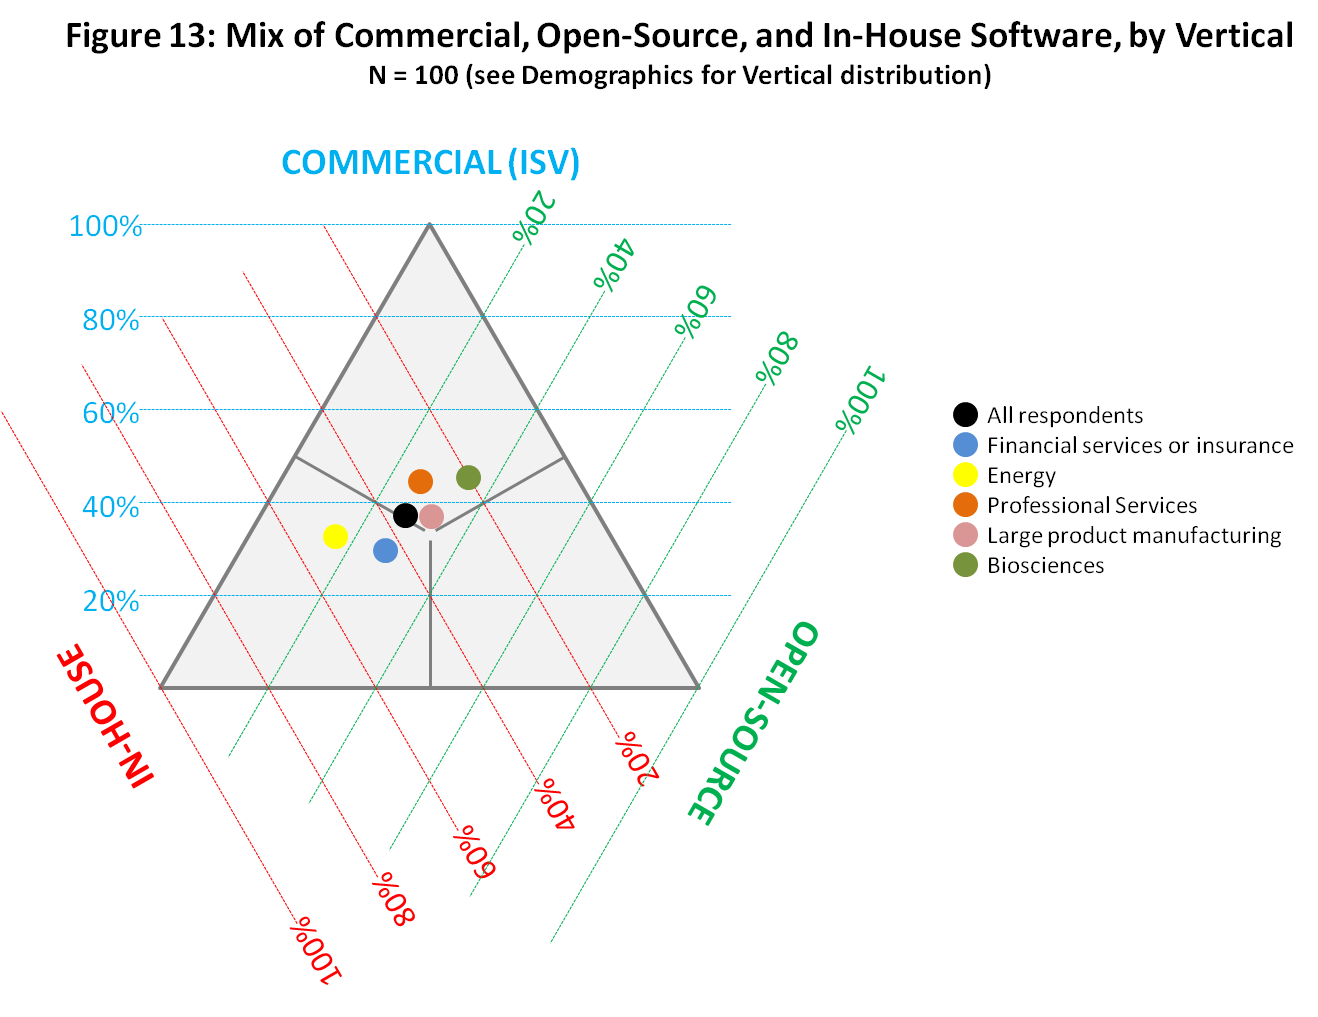 Figure 13: Mix of Commercial, Open-Source, and In-House Software, by Vertical
N = 100 (see Demographics for Vertical distribution)
COMMERCIAL (ISV)
100%
80%
60%
40%
20%
20%
40%
60%
80%
100%
OPEN-SOURCE
IN-HOUSE
20%
40%
60%
80%
100%
All respondents
Financial services or insurance
Energy
Professional Services
Large product manufacturing
Biosciences